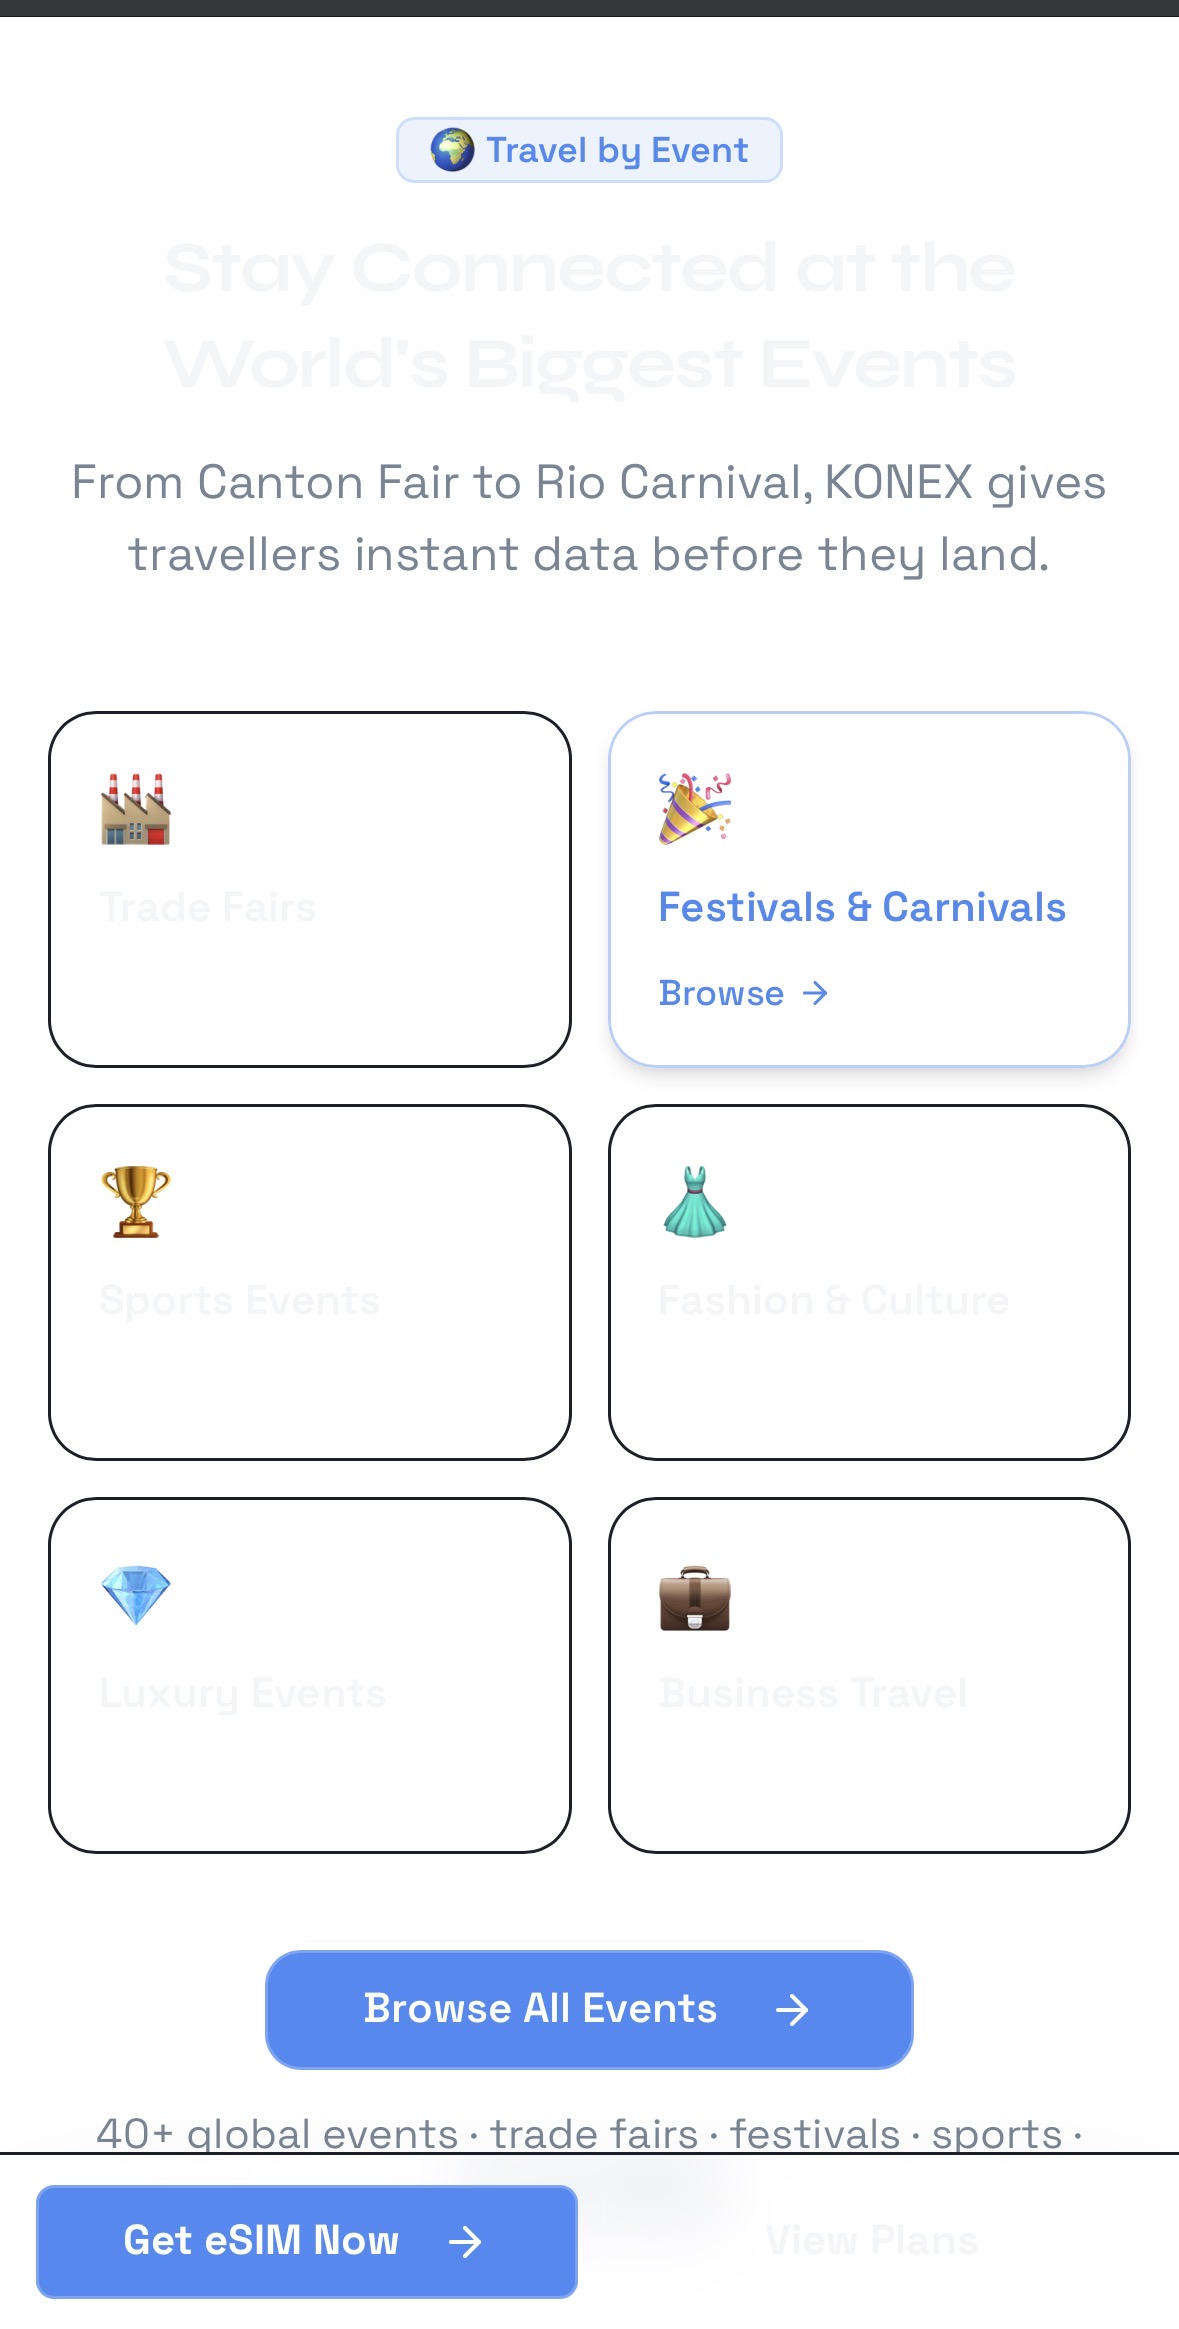 Travel by Event
Stay Connected at the
World's Biggest Events
From Canton Fair to Rio Carnival, KONEX gives
travellers instant data before they land.
Trade Fairs
Festivals & Carnivals
Browse →
Sports Events
Fashion & Culture
Luxury Events
Business Travel
Browse All Events →
40+ global events · trade fairs · festivals · sports ·
Get eSIM Now →
View Plans